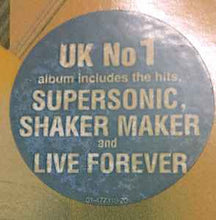 UK No 1
album includes the hits,
SUPERSONIC,
SHAKER MAKER
and
LIVE FOREVER